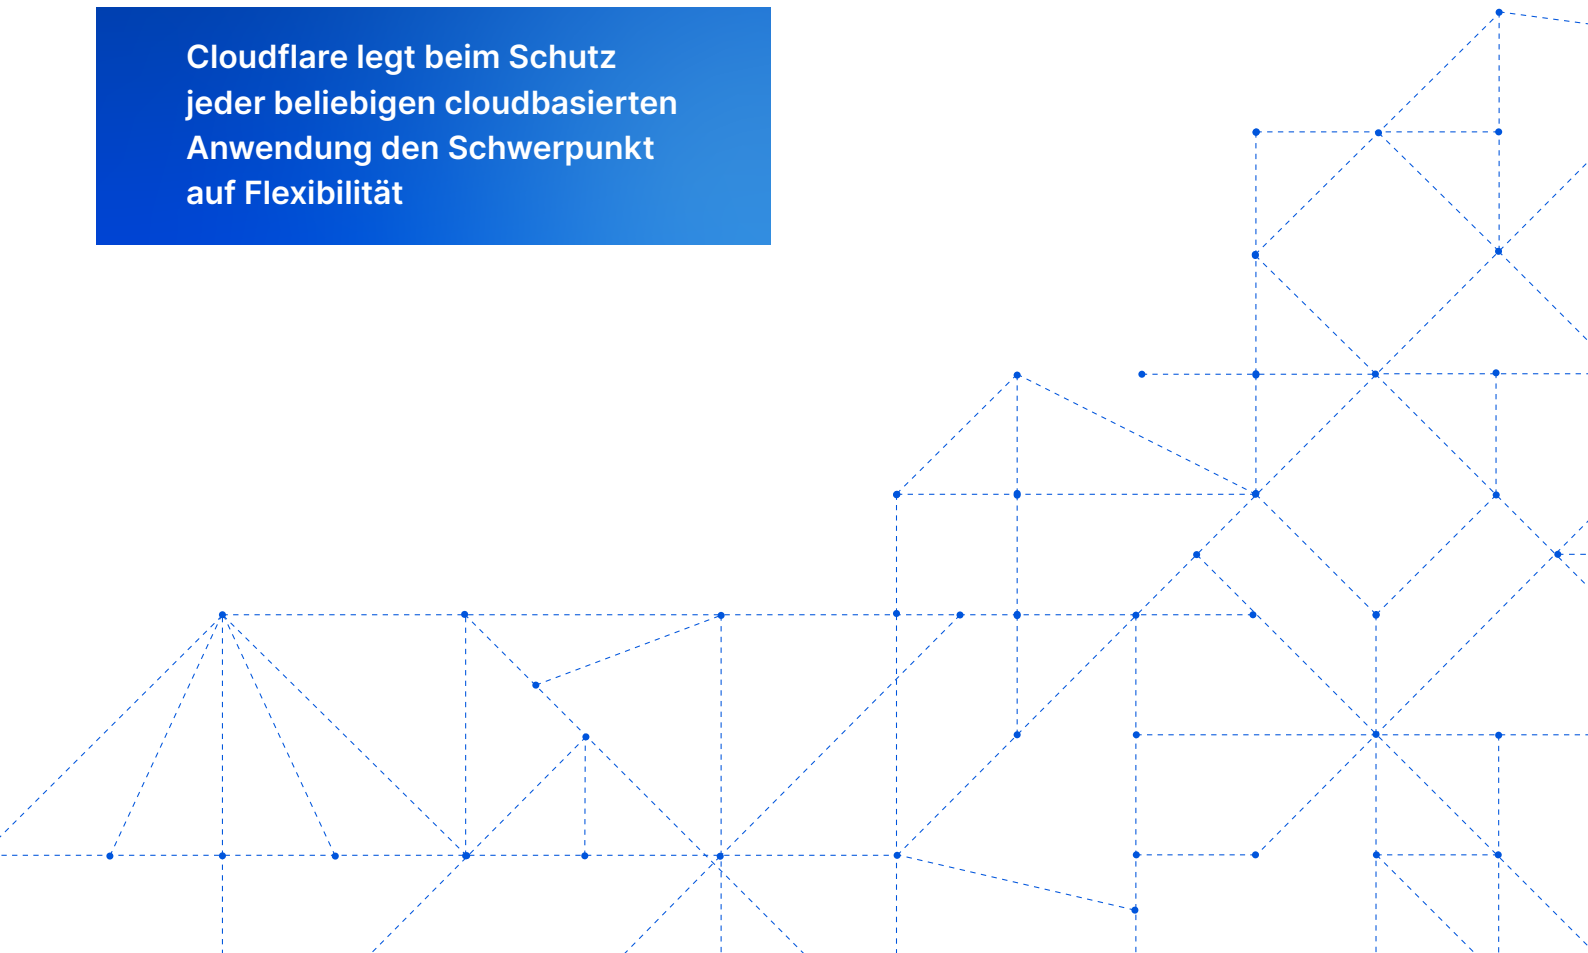 Cloudflare legt beim Schutz
jeder beliebigen cloudbasierten
Anwendung den Schwerpunkt
auf Flexibilität